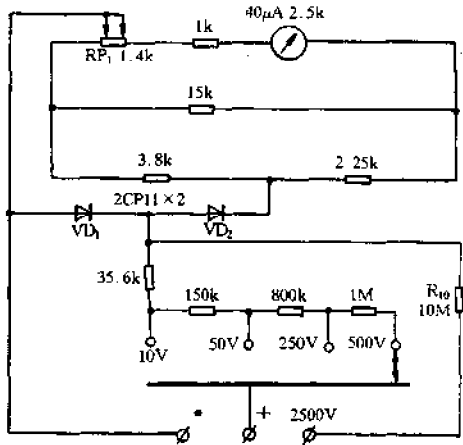 40μA 2.5k
1k
RP₁ 1.4k
15k
3.8k
2 25k
2CP11×2
VD₁
VD₂
35.6k
150k
800k
1M
R₁₀
10M
10V
50V
250V
500V
* + 2500V